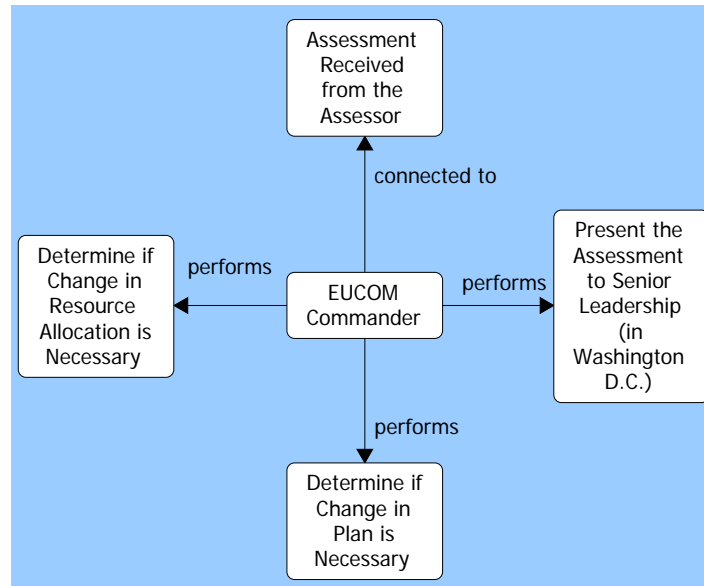 Assessment
Received
from the
Assessor
connected to
Determine if
Change in
Resource
Allocation is
Necessary
performs
EUCOM
Commander
performs
Present the
Assessment
to Senior
Leadership
(in
Washington
D.C.)
performs
Determine if
Change in
Plan is
Necessary